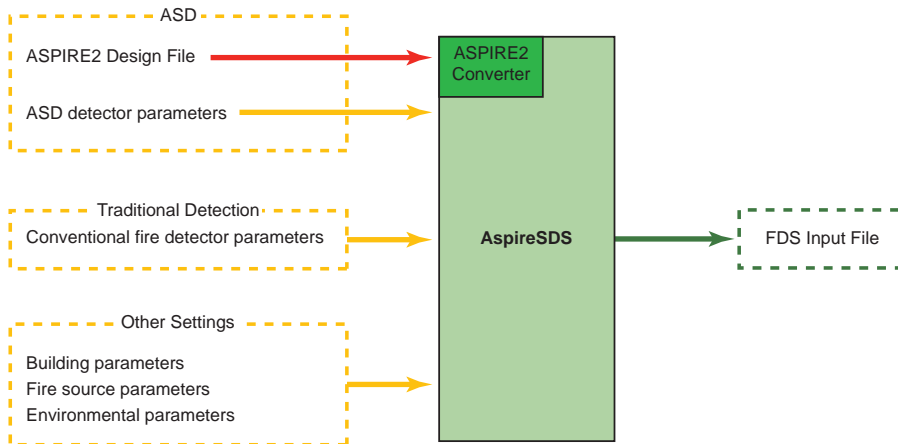 ASD
ASPIRE2 Design File
ASD detector parameters
ASPIRE2
Converter
Traditional Detection
Conventional fire detector parameters
AspireSDS
FDS Input File
Other Settings
Building parameters
Fire source parameters
Environmental parameters